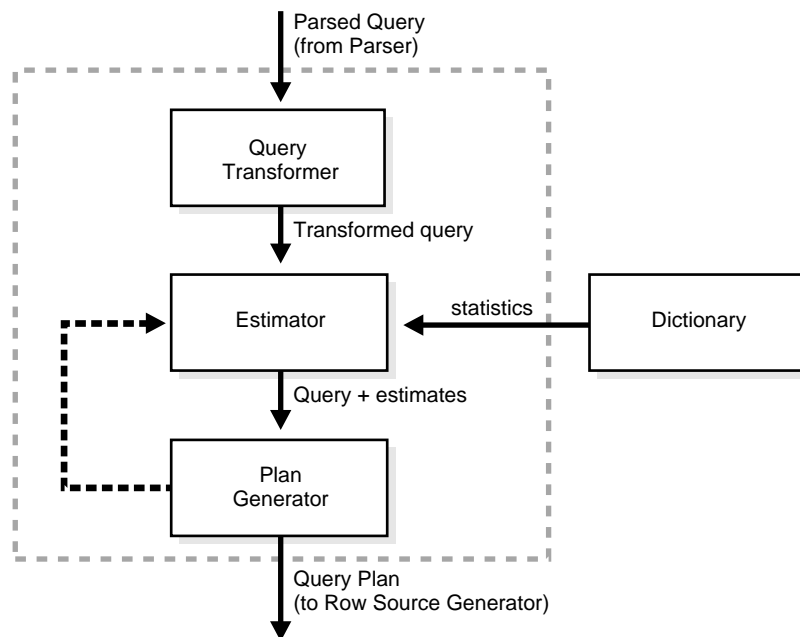 Parsed Query
(from Parser)
Query
Transformer
Transformed query
Estimator
statistics
Dictionary
Query + estimates
Plan
Generator
Query Plan
(to Row Source Generator)